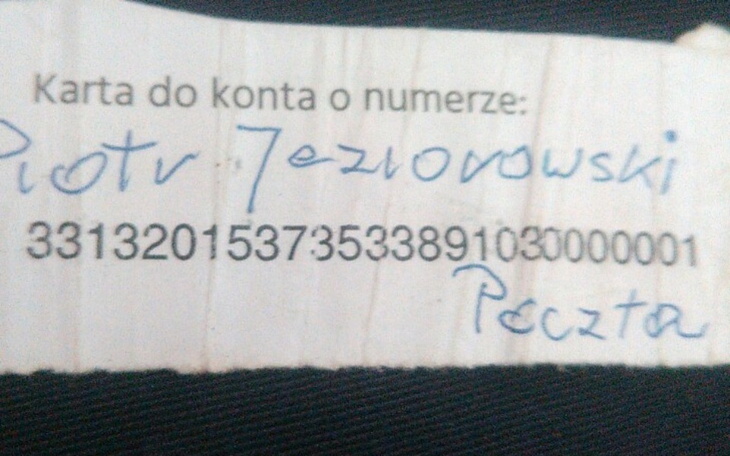 Karta do konta o numerze:
Piotr Jeziorowski
33132015373533891030000001
Poczta